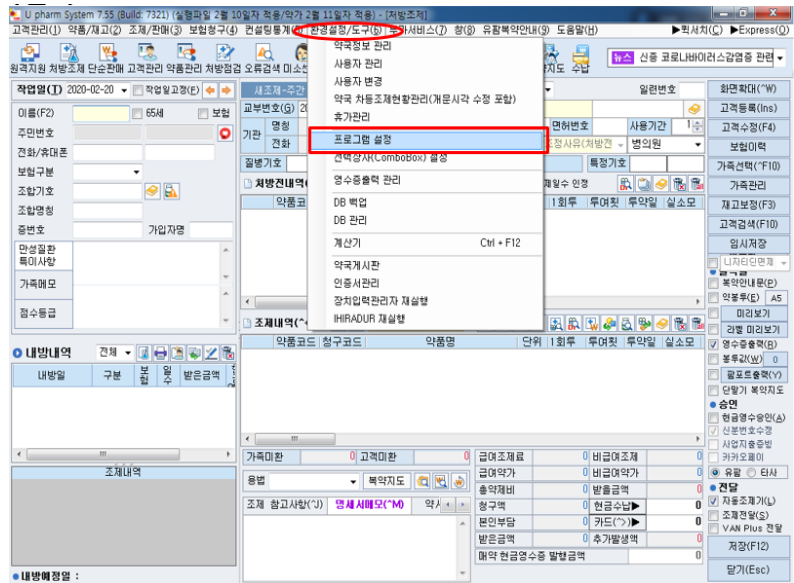 U pharm System 7.55 (Build: 7321) (실행파일 2월 10일자 적용/약가 2월 11일자 적용) - [처방조제]
고객관리(J) 약품/재고(2) 조제/판매(3) 보험청구(4) 컨설팅통계 환경설정/도구(6) 부가서비스(7) 창(8) 유팜복약안내(9) 도움말(H) ▶퀵서치(C) ▶Express(O)
원격지원 처방조제 단순판매 고객관리 약품관리 처방점검 오류검색 수납
뉴스 신종 코로나바이러스감염증 관련
작업일(T) 2020-02-20 작업일고정(F)
이름(F2) 65세 보험
주민번호
전화/휴대폰
보험구분
조합기호
조합명칭
증번호 가입자명
만성질환
특이사항
가족메모
접수등급
내방내역 전체
내방일 구분 보험 일수 받은금액
조제내역
내방예정일 :
새조제-주간
일련번호
교부번호(G)
기관 명칭
전화
면허번호 사용기간 1
병의원
질병기호 특정기호
처방전내역
약품코 1회투 투여횟 투약일 실소모
약국정보 관리
사용자 관리
사용자 변경
약국 차등조제현황관리(개문시각 수정 포함)
휴가관리
프로그램 설정
선택상자(ComboBox) 설정
영수증출력 관리
DB 백업
DB 관리
계산기 Ctrl + F12
약국게시판
인증서관리
장치입력관리자 재실행
IHIRADUR 재실행
조제내역
약품코드 청구코드 약품명 단위 1회투 투여횟 투약일 실소모
가족미환 0 고객미환 0
용법 복약지도
조제 참고사항(^J) 명세서메모(^M)
급여조제료 0 비급여조제 0
급여약가 0 비급여약가 0
총약제비 0 받을금액 0
청구액 0 현금수납▶ 0
본인부담 0 카드(^>)▶ 0
받은금액 0 추가발생액 0
매약 현금영수증 발행금액 0
화면확대(^W)
고객등록(Ins)
고객수정(F4)
보험이력
가족선택(^F10)
가족관리
재고보정(F3)
고객검색(F10)
임시저장
니자티딘면제
복약안내문(P)
약봉투(E) A5
미리보기
라벨 미리보기
영수증출력(R)
봉투값(W) 0
팜포트출력(Y)
단말기 복약지도
승인
현금영수승인(A)
신분번호수정
사업지출증빙
카카오페이
유팜 타사
전달
자동조제기(L)
조제전달(S)
VAN Plus 전달
저장(F12)
닫기(Esc)